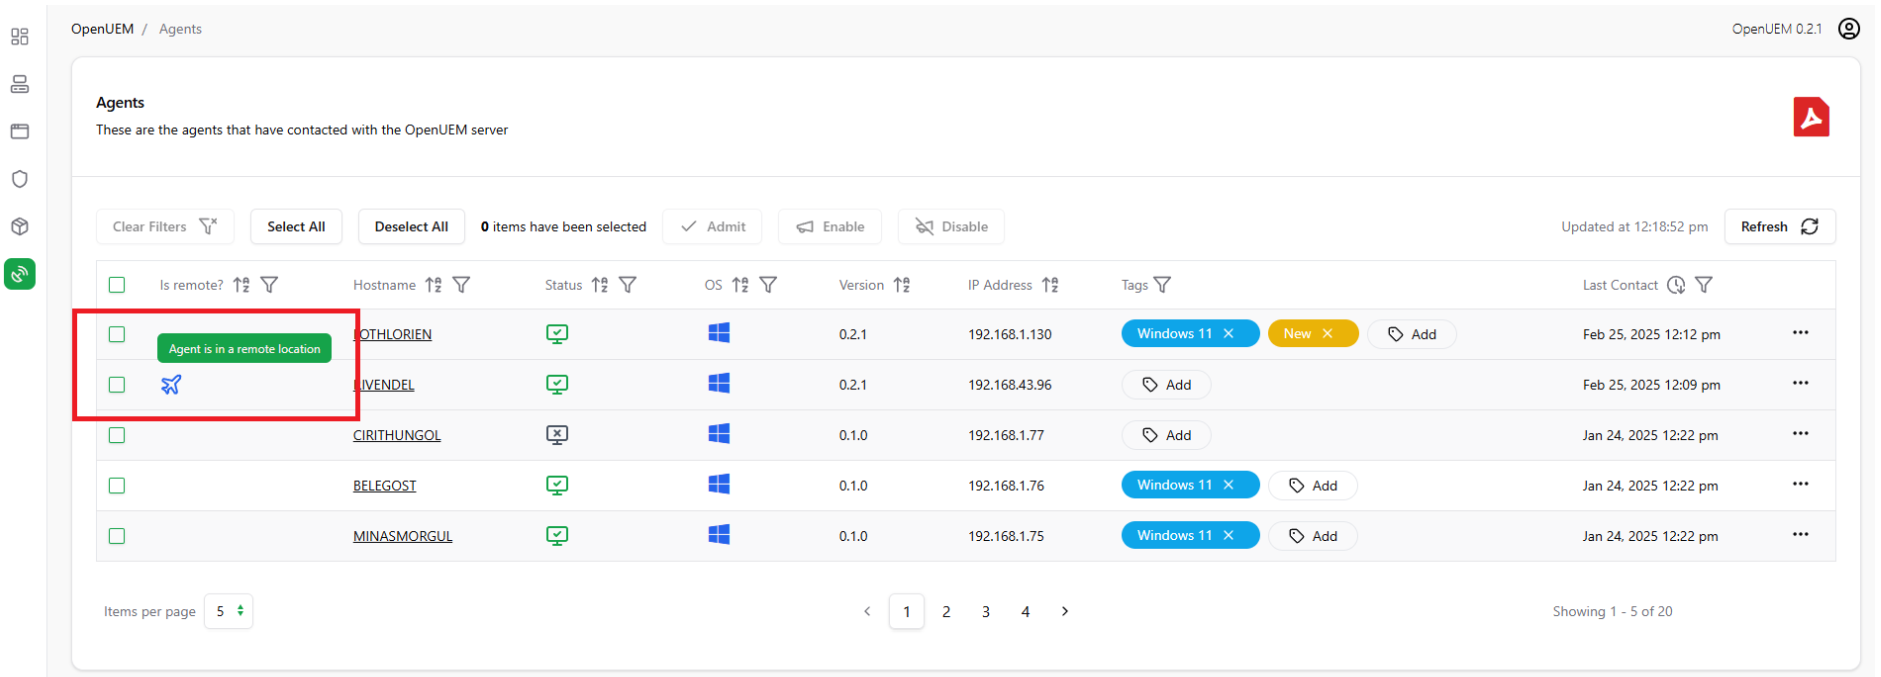 OpenUEM / Agents
OpenUEM 0.2.1
Agents
These are the agents that have contacted with the OpenUEM server
Clear Filters Select All Deselect All 0 items have been selected Admit Enable Disable Updated at 12:18:52 pm Refresh
Is remote? Hostname Status OS Version IP Address Tags Last Contact
OTHLORIEN 0.2.1 192.168.1.130 Windows 11 × New × Add Feb 25, 2025 12:12 pm
Agent is in a remote location
IVENDEL 0.2.1 192.168.43.96 Add Feb 25, 2025 12:09 pm
CIRITHUNGOL 0.1.0 192.168.1.77 Add Jan 24, 2025 12:22 pm
BELEGOST 0.1.0 192.168.1.76 Windows 11 × Add Jan 24, 2025 12:22 pm
MINASMORGUL 0.1.0 192.168.1.75 Windows 11 × Add Jan 24, 2025 12:22 pm
Items per page 5 < 1 2 3 4 > Showing 1 - 5 of 20